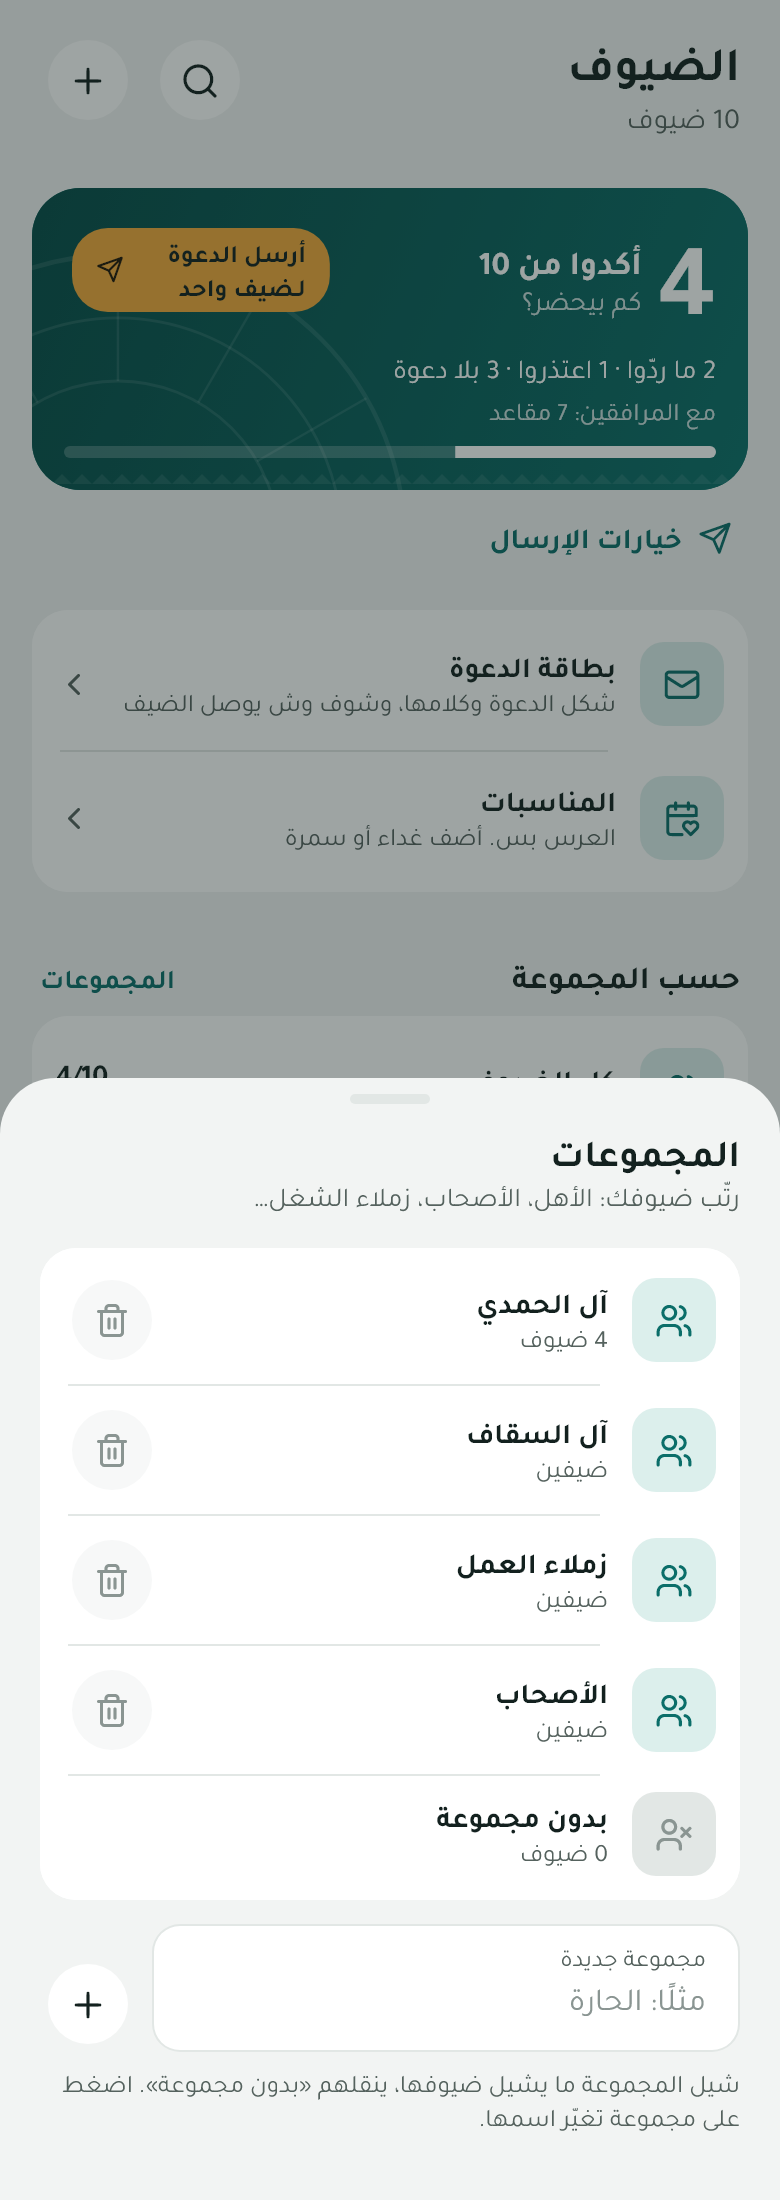 الضيوف
10 ضيوف
4
أكدوا من 10
كم بيحضر؟
أرسل الدعوة
لضيف واحد
2 ما ردّوا · 1 اعتذروا · 3 بلا دعوة
مع المرافقين: 7 مقاعد
خيارات الإرسال
بطاقة الدعوة
شكل الدعوة وكلامها، وشوف وش يوصل الضيف
المناسبات
العرس بس. أضف غداء أو سمرة
حسب المجموعة
المجموعات
كل الضيوف
4/10
المجموعات
رتّب ضيوفك: الأهل، الأصحاب، زملاء الشغل...
آل الحمدي
4 ضيوف
آل السقاف
ضيفين
زملاء العمل
ضيفين
الأصحاب
ضيفين
بدون مجموعة
0 ضيوف
مجموعة جديدة
مثلًا: الحارة
شيل المجموعة ما يشيل ضيوفها، ينقلهم «بدون مجموعة». اضغط
على مجموعة تغيّر اسمها.